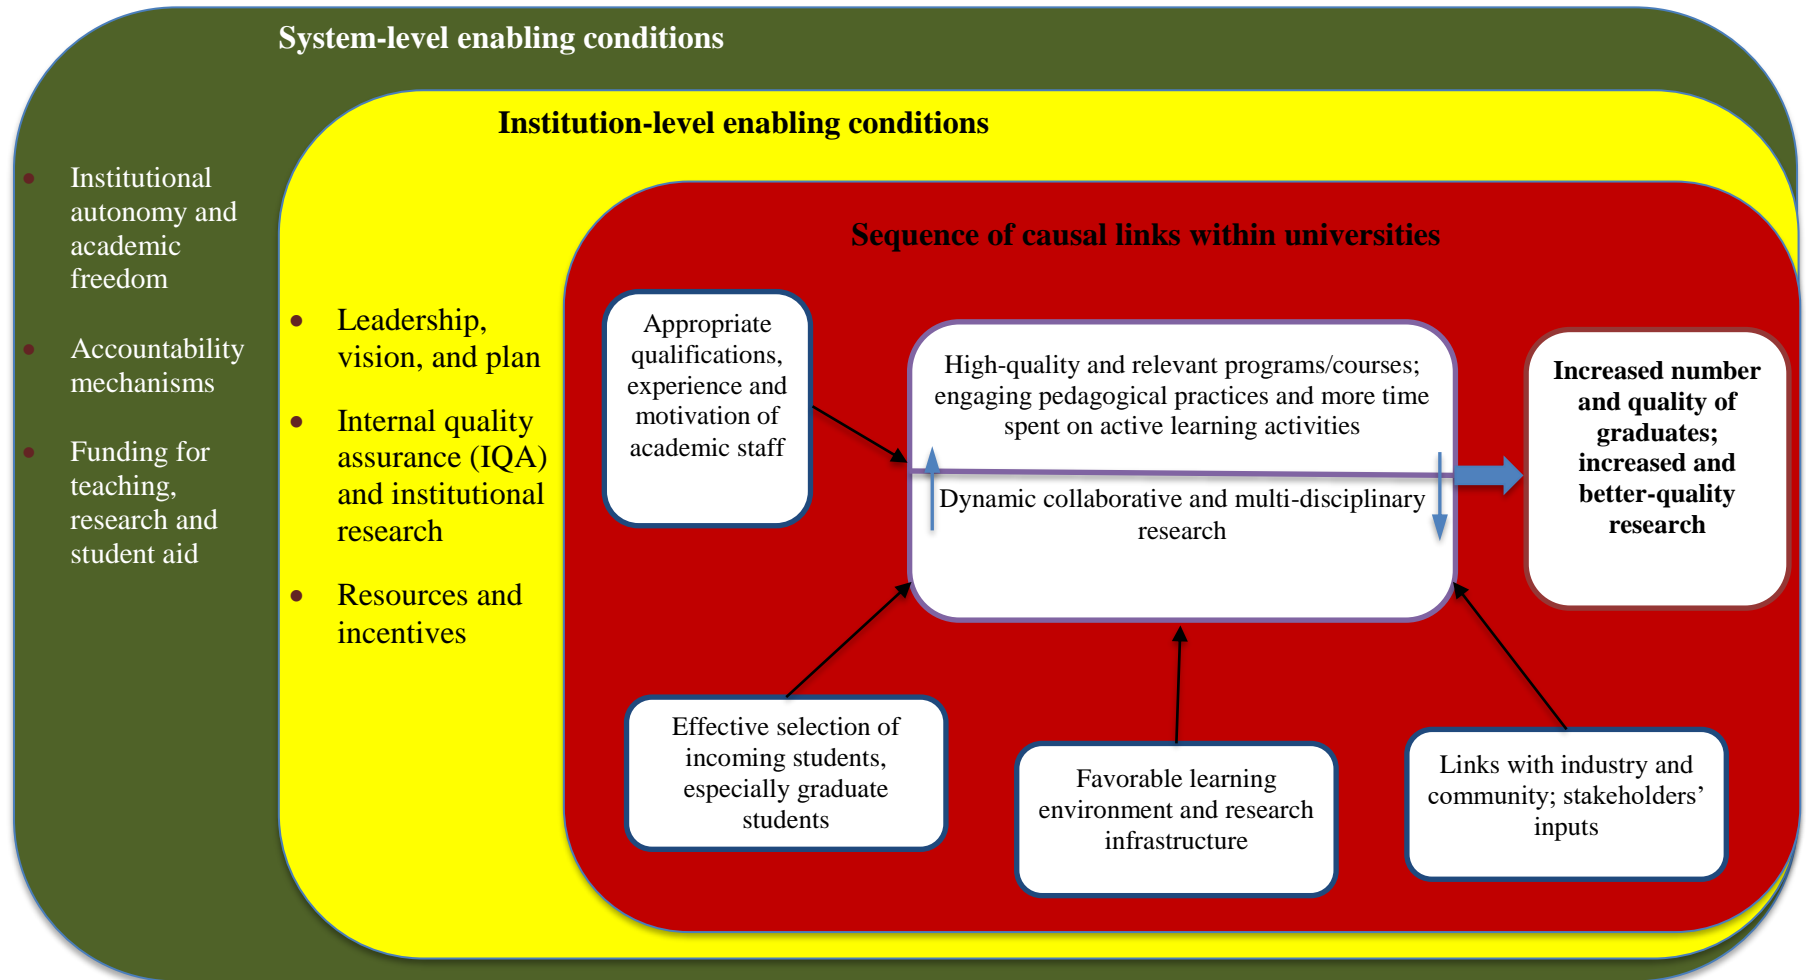 System-level enabling conditions
Institution-level enabling conditions
Sequence of causal links within universities
• Institutional
autonomy and
academic
freedom
• Accountability
mechanisms
• Funding for
teaching,
research and
student aid
• Leadership,
vision, and plan
• Internal quality
assurance (IQA)
and institutional
research
• Resources and
incentives
Appropriate
qualifications,
experience and
motivation of
academic staff
High-quality and relevant programs/courses;
engaging pedagogical practices and more time
spent on active learning activities
Dynamic collaborative and multi-disciplinary
research
Increased number
and quality of
graduates;
increased and
better-quality
research
Effective selection of
incoming students,
especially graduate
students
Favorable learning
environment and research
infrastructure
Links with industry and
community; stakeholders’
inputs